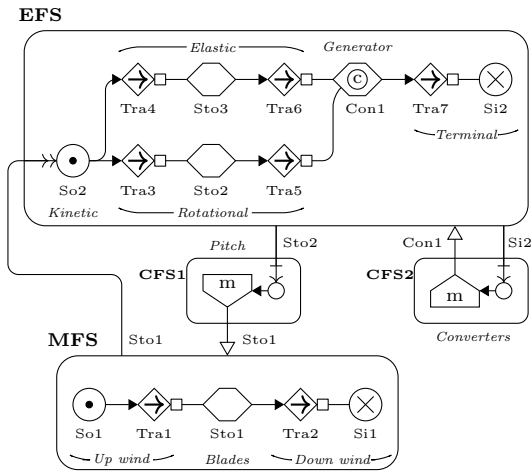 EFS
Elastic Generator
c
Tra4 Sto3 Tra6 Con1 Tra7 Si2
Terminal
So2 Tra3 Sto2 Tra5
Kinetic Rotational
Pitch Sto2 Con1 Si2
CFS1 CFS2
m m
Converters
MFS Sto1 Sto1
So1 Tra1 Sto1 Tra2 Si1
Up wind Blades Down wind